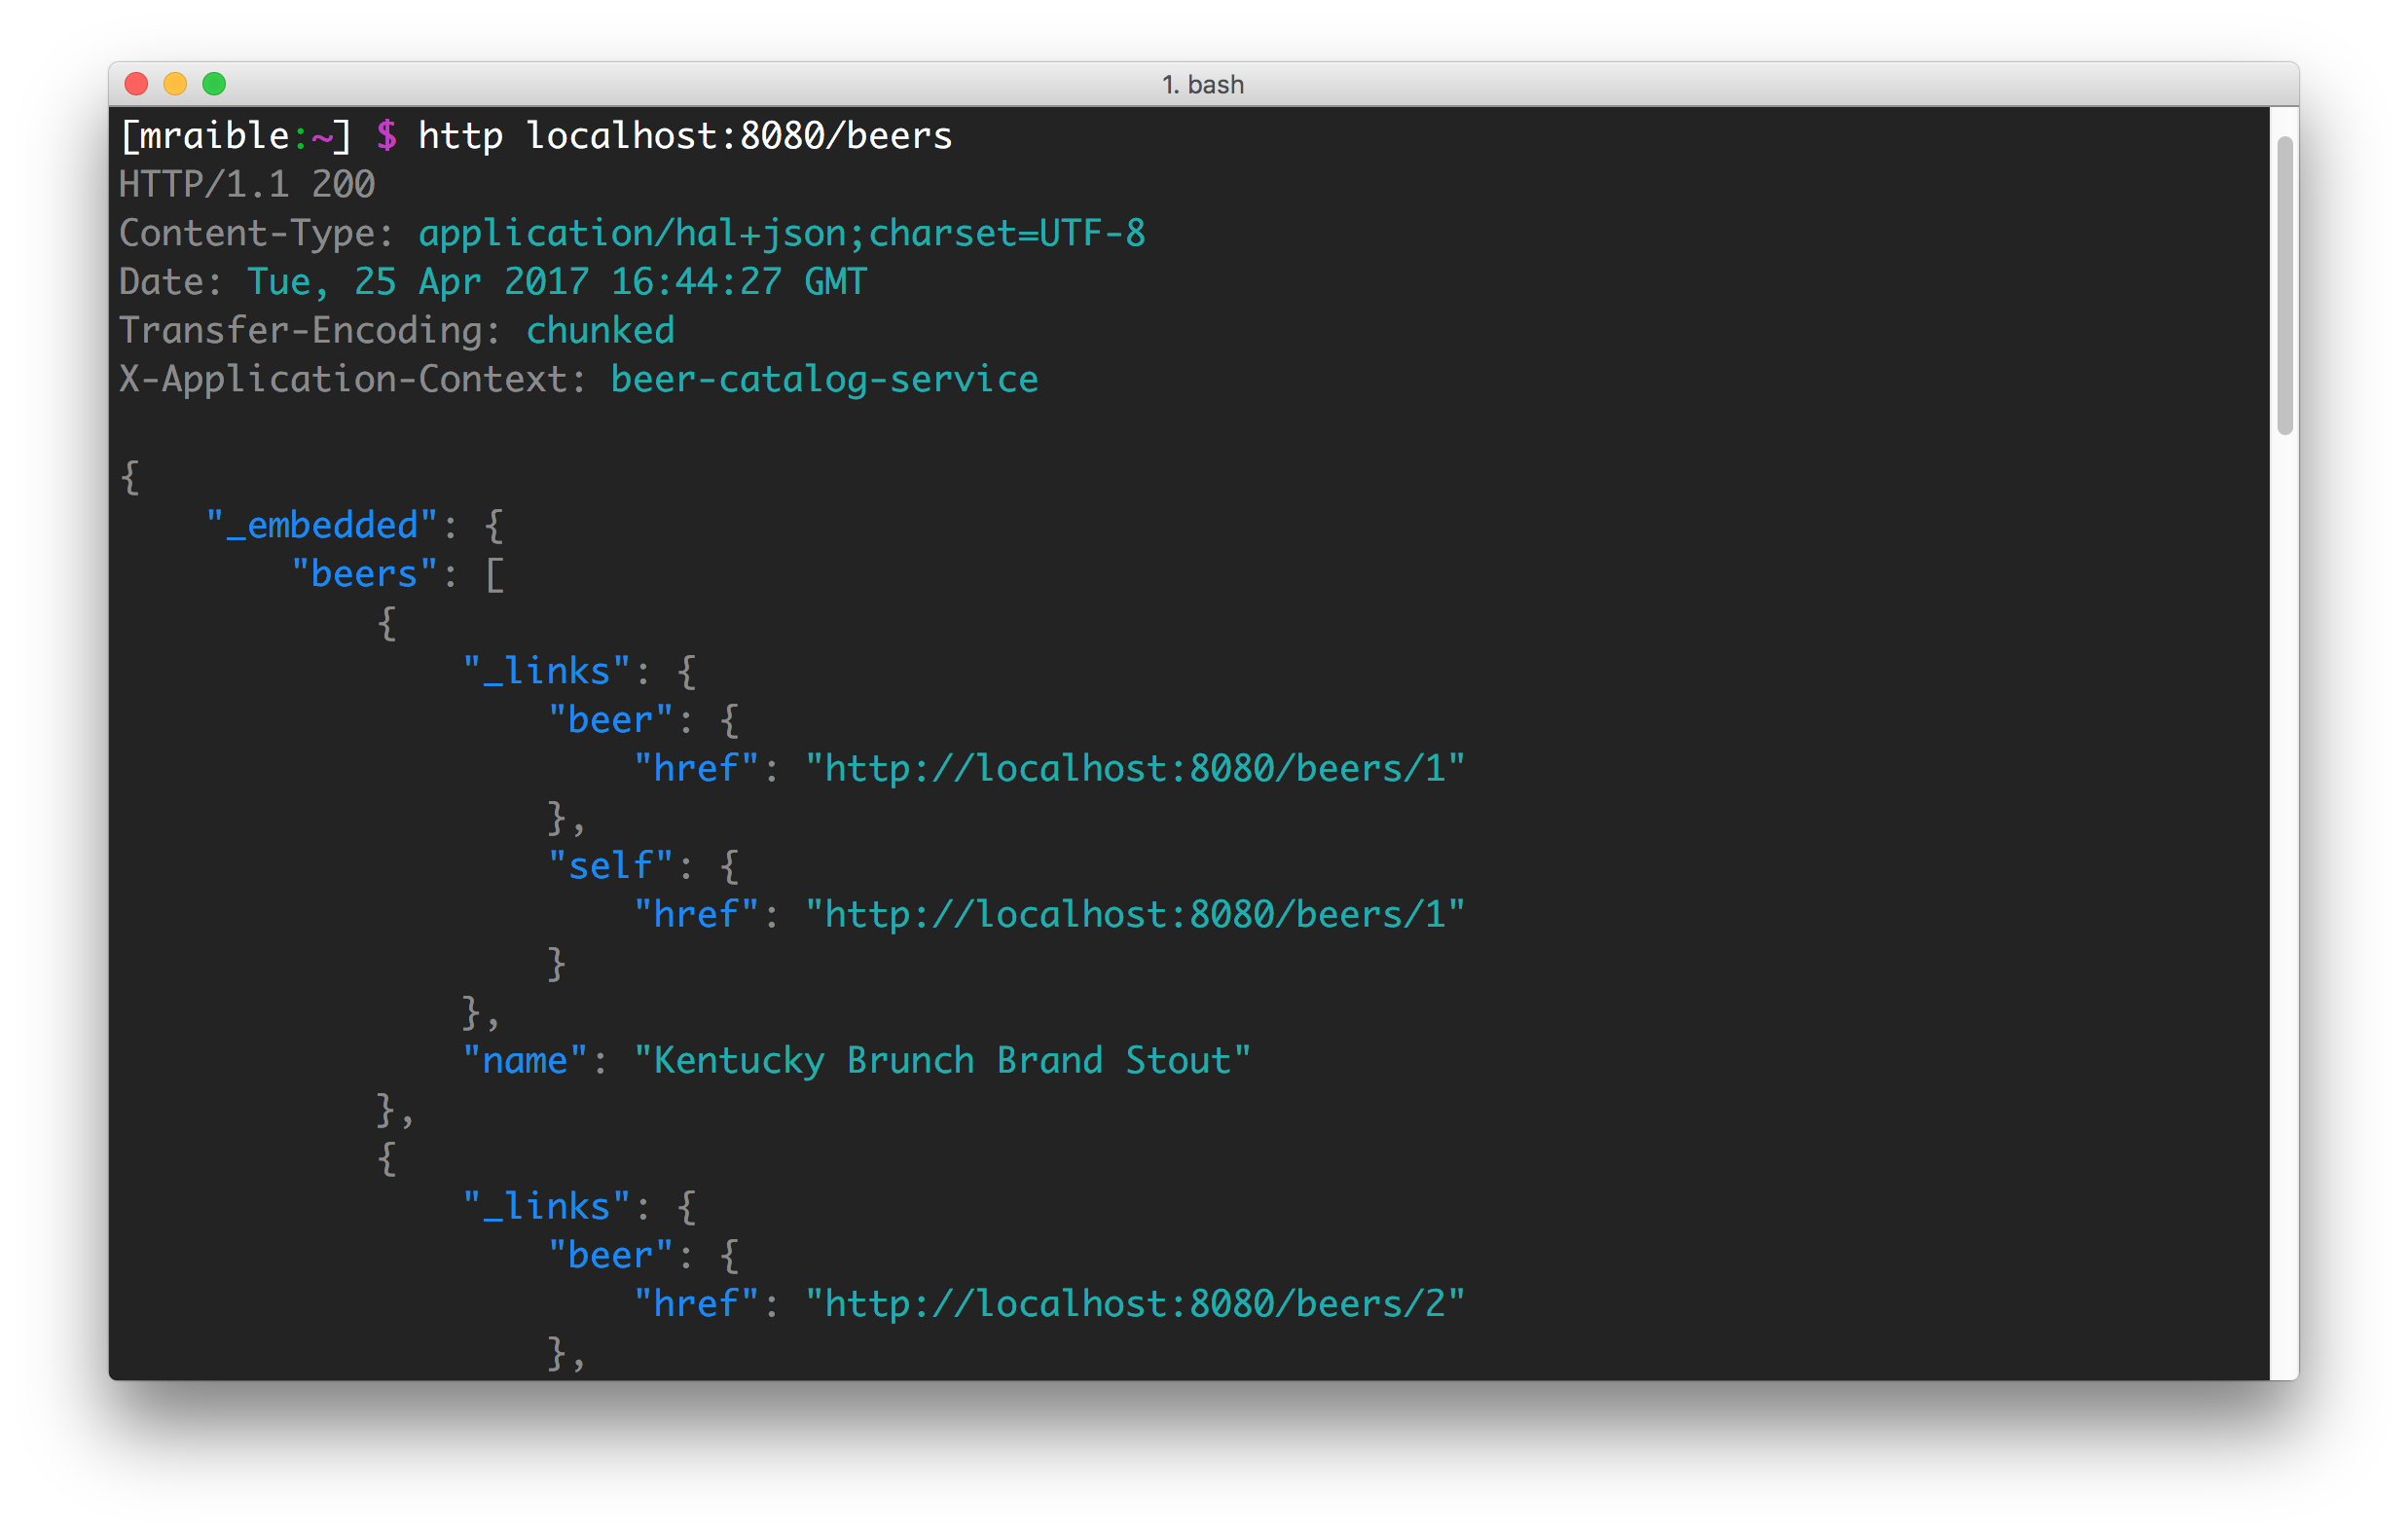 1. bash
[mraible:~] $ http localhost:8080/beers
HTTP/1.1 200
Content-Type: application/hal+json;charset=UTF-8
Date: Tue, 25 Apr 2017 16:44:27 GMT
Transfer-Encoding: chunked
X-Application-Context: beer-catalog-service

{
    "_embedded": {
        "beers": [
            {
                "_links": {
                    "beer": {
                        "href": "http://localhost:8080/beers/1"
                    },
                    "self": {
                        "href": "http://localhost:8080/beers/1"
                    }
                },
                "name": "Kentucky Brunch Brand Stout"
            },
            {
                "_links": {
                    "beer": {
                        "href": "http://localhost:8080/beers/2"
                    },